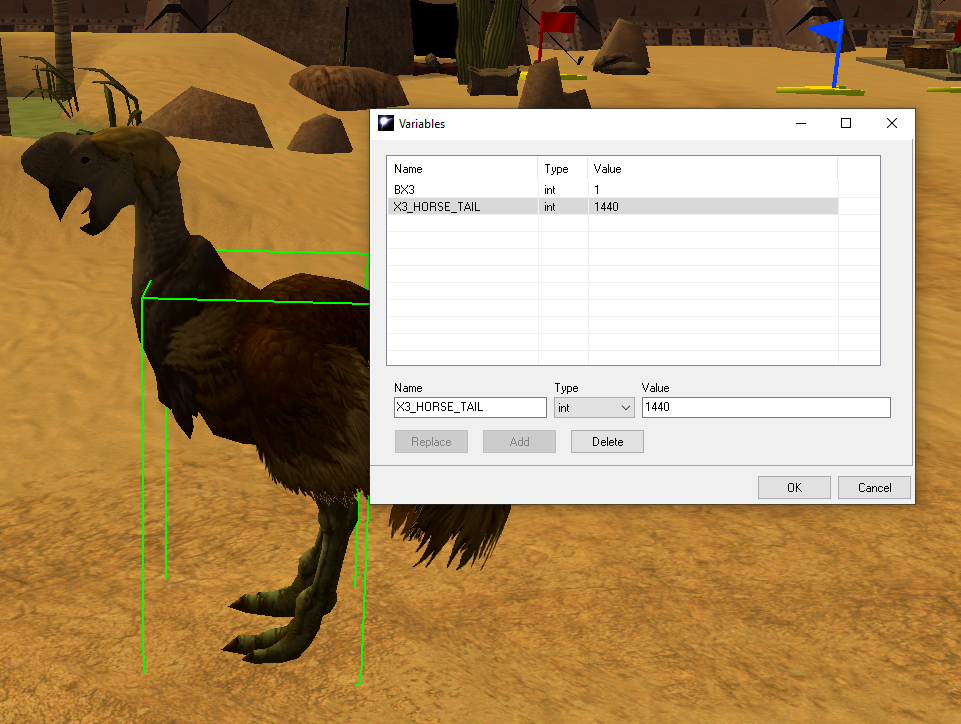 Variables
Name Type Value
BX3 int 1
X3_HORSE_TAIL int 1440
Name Type Value
X3_HORSE_TAIL int 1440
Replace Add Delete
OK Cancel